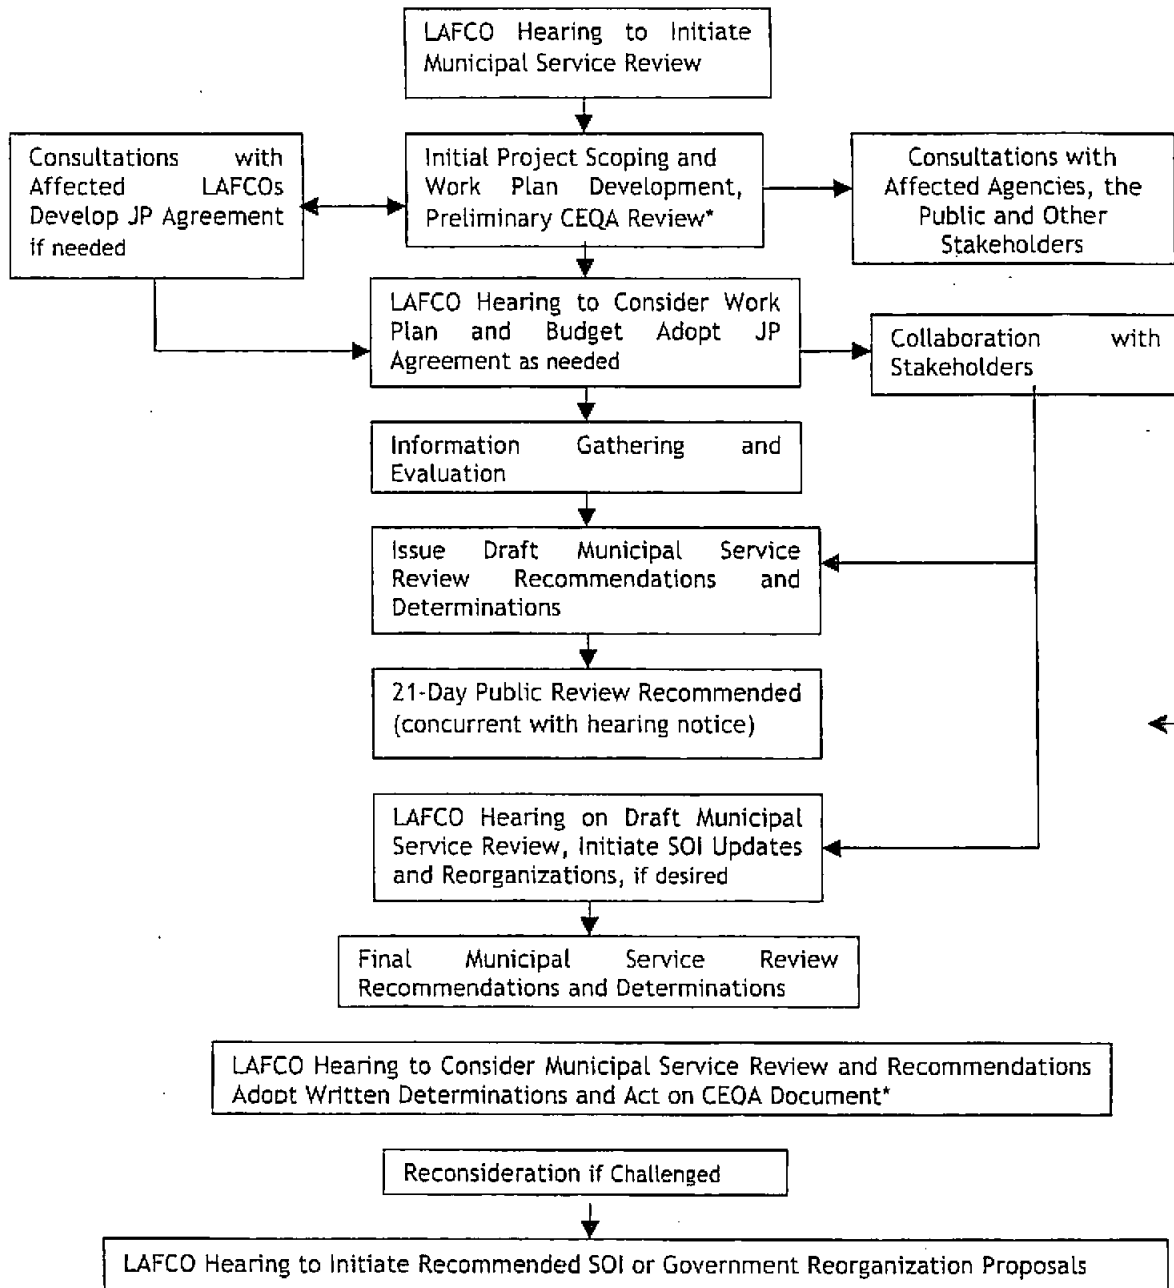 LAFCO Hearing to Initiate
Municipal Service Review
Consultations with
Affected LAFCOs
Develop JP Agreement
if needed
Initial Project Scoping and
Work Plan Development,
Preliminary CEQA Review*
Consultations with
Affected Agencies, the
Public and Other
Stakeholders
LAFCO Hearing to Consider Work
Plan and Budget Adopt JP
Agreement as needed
Collaboration with
Stakeholders
Information Gathering and
Evaluation
Issue Draft Municipal Service
Review Recommendations and
Determinations
21-Day Public Review Recommended
(concurrent with hearing notice)
LAFCO Hearing on Draft Municipal
Service Review, Initiate SOI Updates
and Reorganizations, if desired
Final Municipal Service Review
Recommendations and Determinations
LAFCO Hearing to Consider Municipal Service Review and Recommendations
Adopt Written Determinations and Act on CEQA Document*
Reconsideration if Challenged
LAFCO Hearing to Initiate Recommended SOI or Government Reorganization Proposals